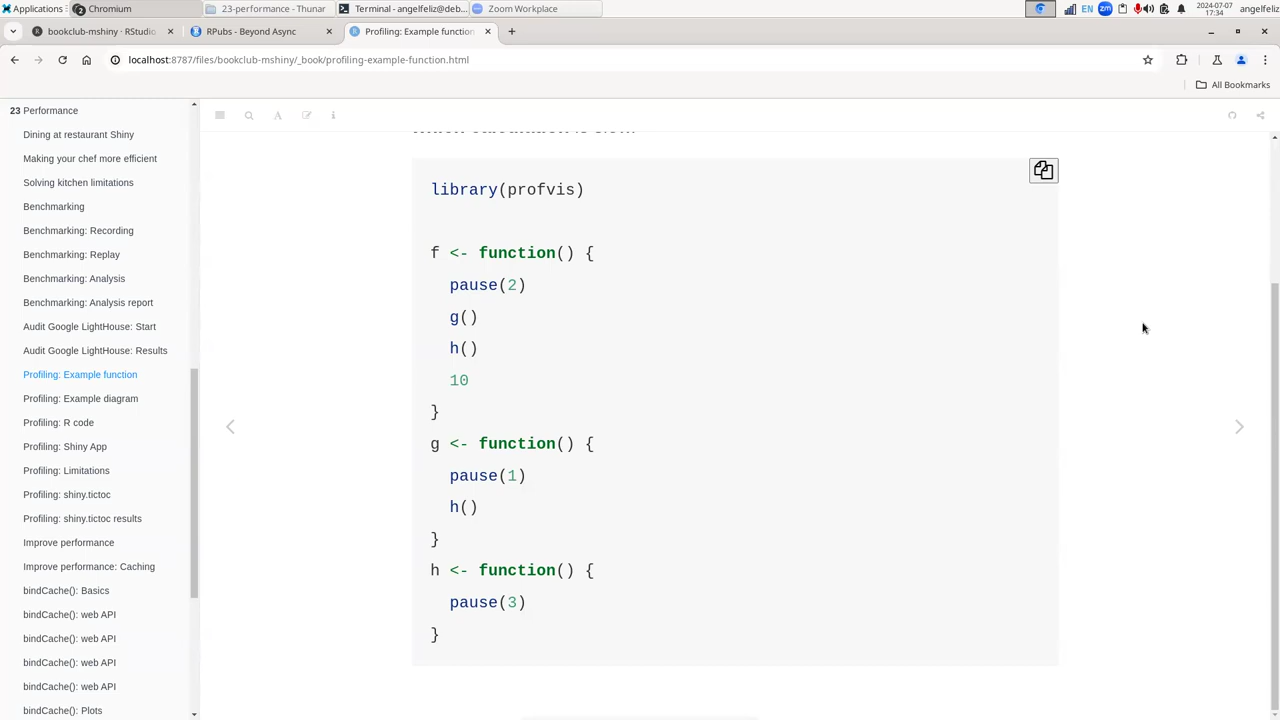 Applications
Chromium
23-performance - Thunar
Terminal - angelfeliz@deb...
Zoom Workplace
EN
zm
2024-07-07
17:34
angelfeliz
bookclub-mshiny · RStudio
RPubs - Beyond Async
Profiling: Example function
localhost:8787/files/bookclub-mshiny/_book/profiling-example-function.html
All Bookmarks
23 Performance
Dining at restaurant Shiny
Making your chef more efficient
Solving kitchen limitations
Benchmarking
Benchmarking: Recording
Benchmarking: Replay
Benchmarking: Analysis
Benchmarking: Analysis report
Audit Google LightHouse: Start
Audit Google LightHouse: Results
Profiling: Example function
Profiling: Example diagram
Profiling: R code
Profiling: Shiny App
Profiling: Limitations
Profiling: shiny.tictoc
Profiling: shiny.tictoc results
Improve performance
Improve performance: Caching
bindCache(): Basics
bindCache(): web API
bindCache(): web API
bindCache(): web API
bindCache(): web API
bindCache(): Plots
library(profvis)
f <- function() {
  pause(2)
  g()
  h()
  10
}
g <- function() {
  pause(1)
  h()
}
h <- function() {
  pause(3)
}